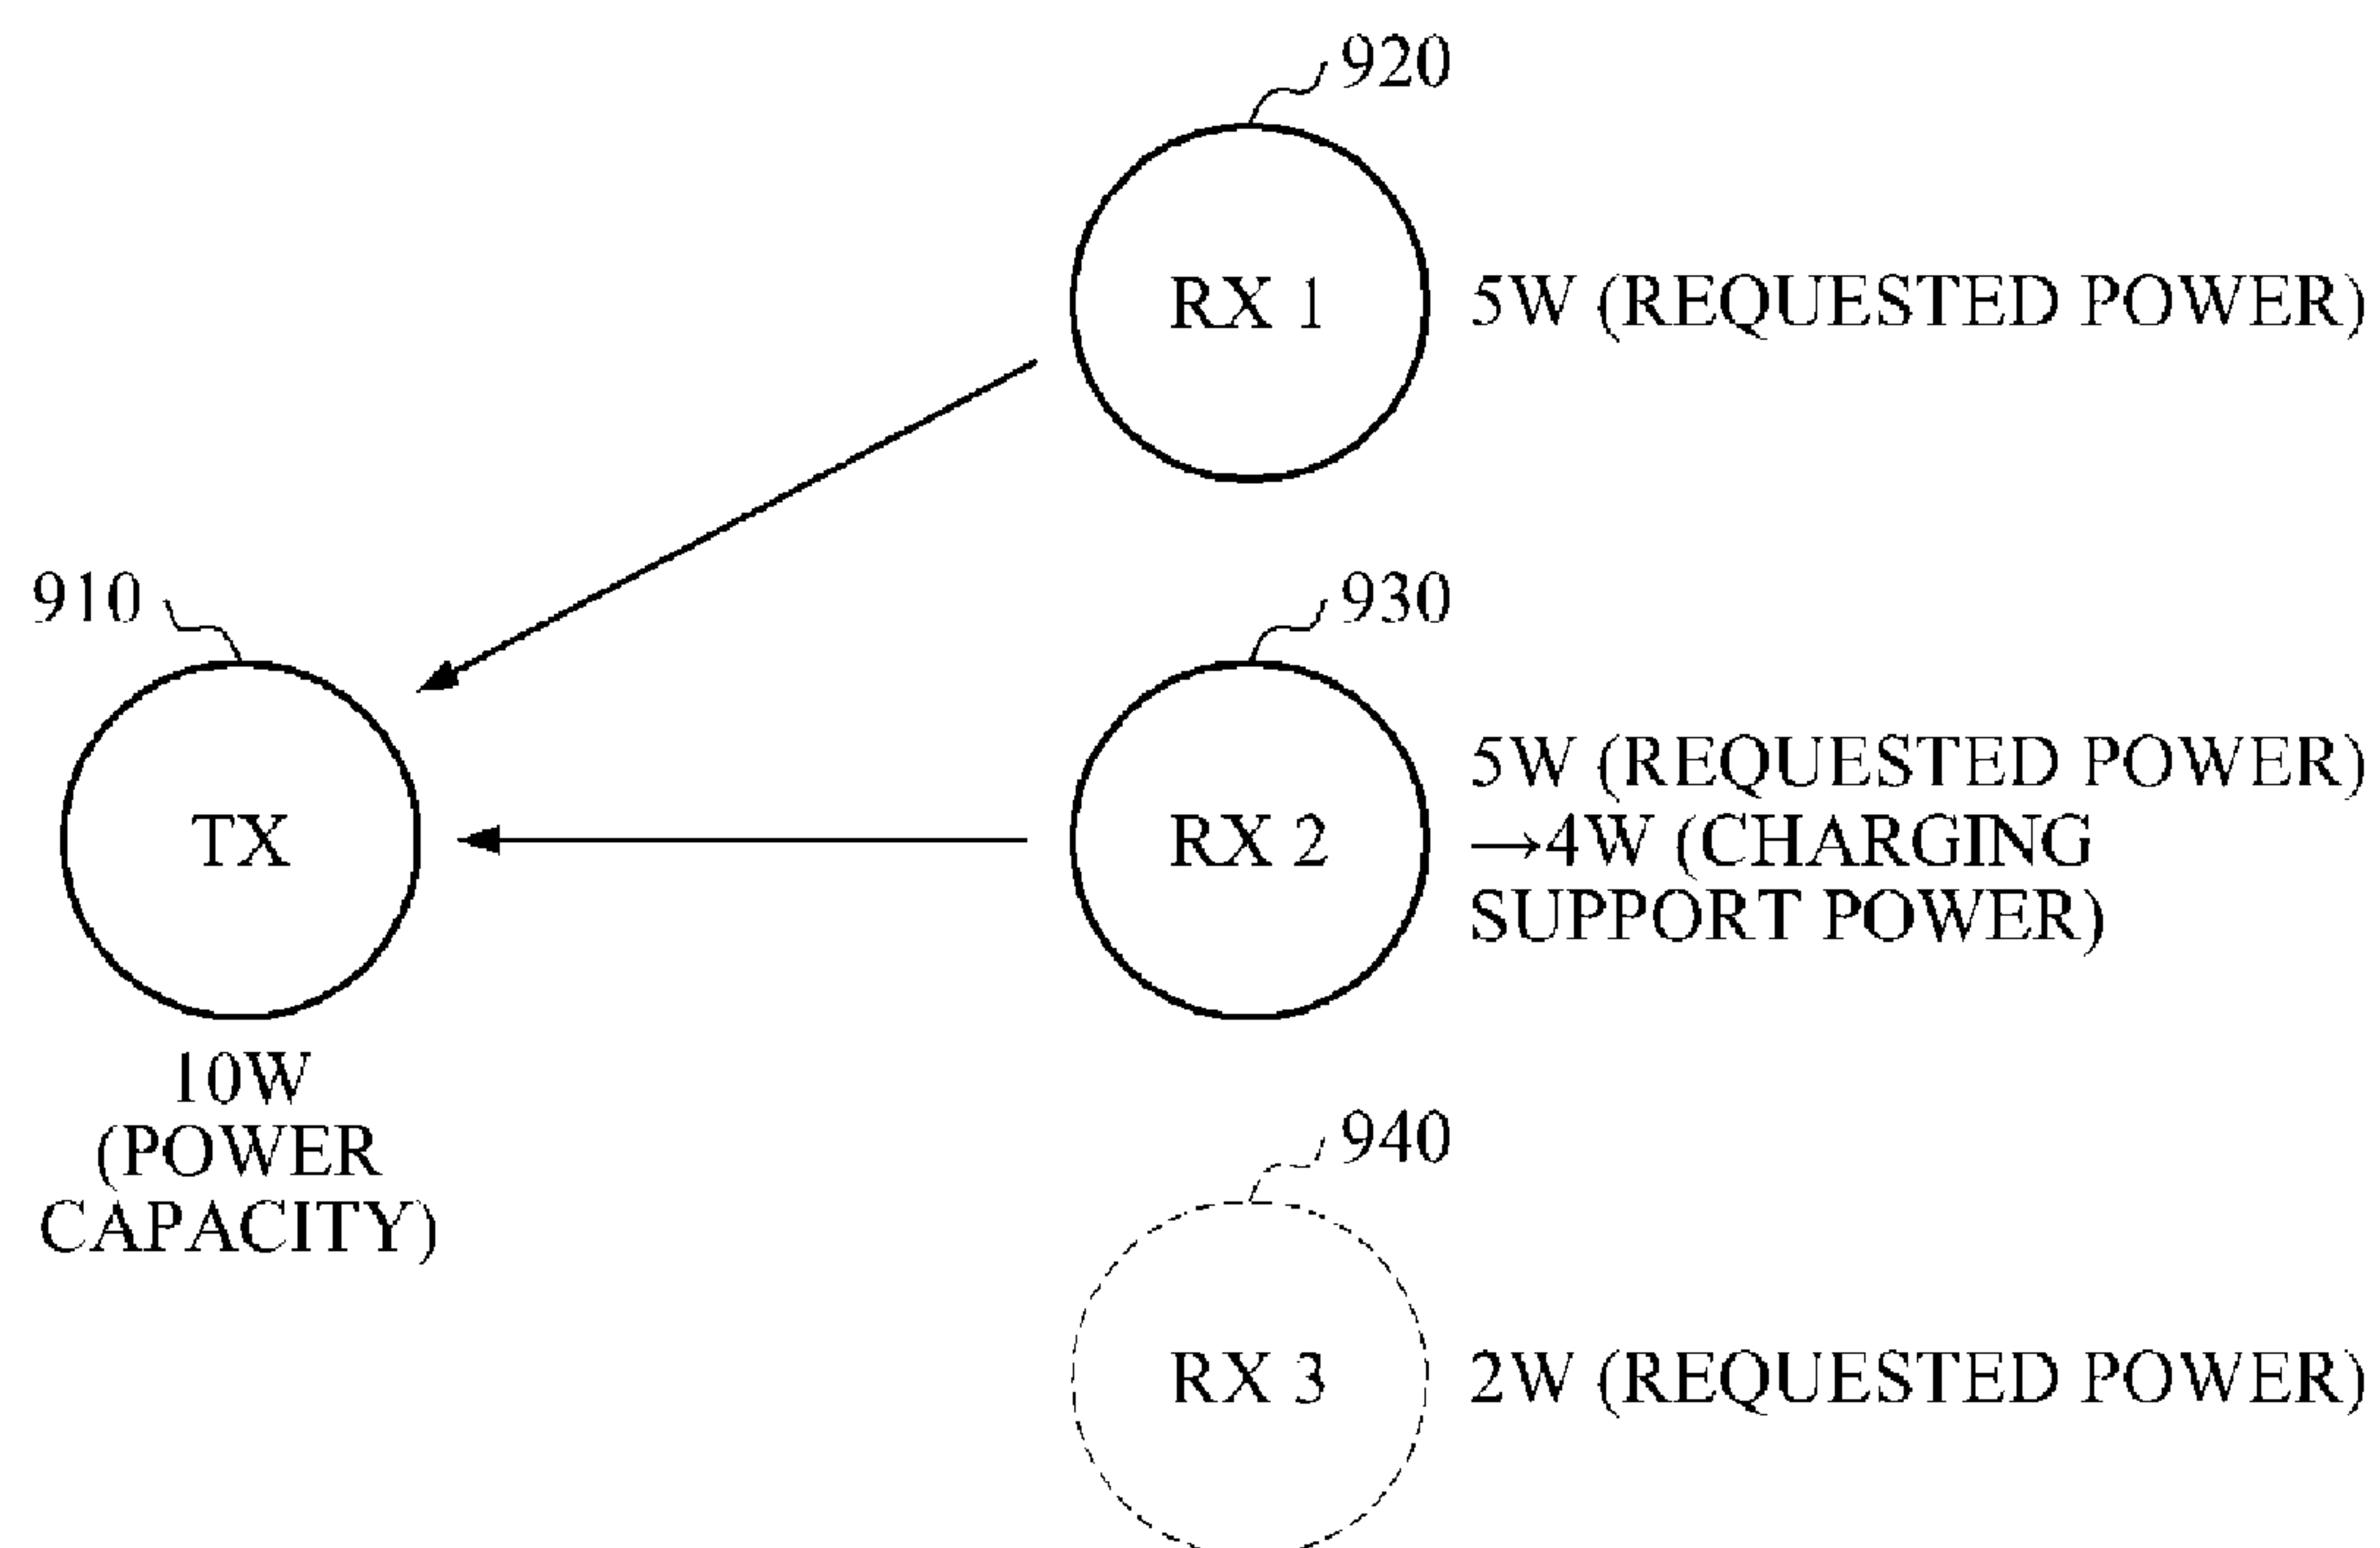 920
RX 1
5W (REQUESTED POWER)
910
930
TX
RX 2
5W (REQUESTED POWER)
→4W (CHARGING
SUPPORT POWER)
10W
(POWER
CAPACITY)
940
RX 3
2W (REQUESTED POWER)